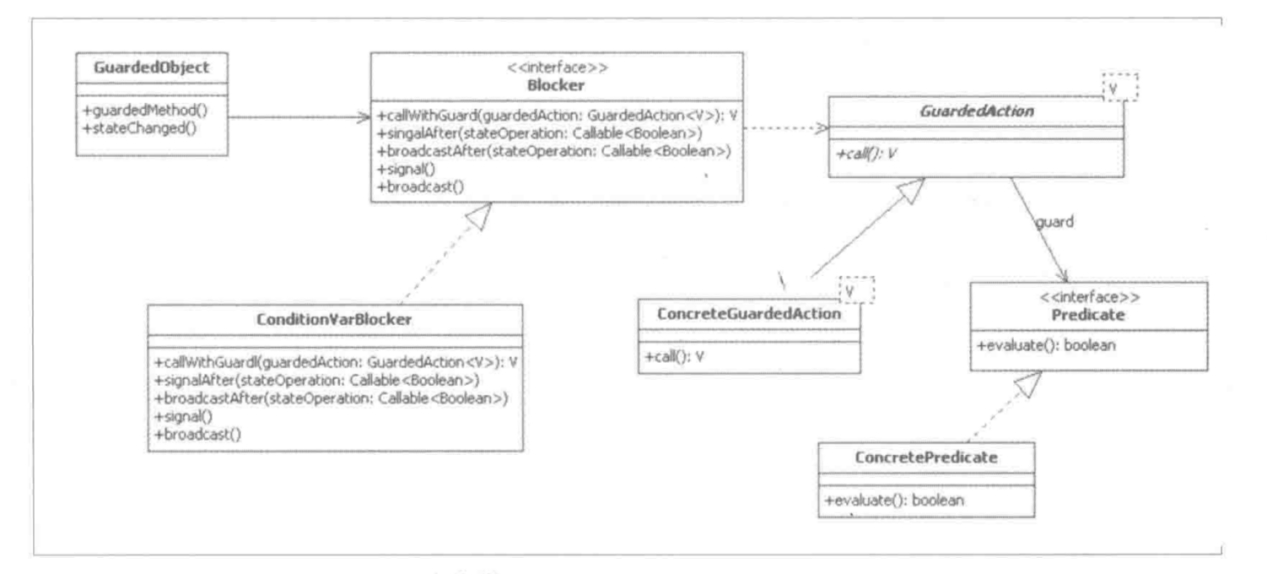 GuardedObject
+guardedMethod()
+stateChanged()
<<interface>>
Blocker
+callWithGuard(guardedAction: GuardedAction<V>): V
+singalAfter(stateOperation: Callable<Boolean>)
+broadcastAfter(stateOperation: Callable<Boolean>)
+signal()
+broadcast()
V
GuardedAction
+call(): V
guard
ConditionVarBlocker
+callWithGuardl(guardedAction: GuardedAction<V>): V
+signalAfter(stateOperation: Callable<Boolean>)
+broadcastAfter(stateOperation: Callable<Boolean>)
+signal()
+broadcast()
V
ConcreteGuardedAction
+call(): V
<<interface>>
Predicate
+evaluate(): boolean
ConcretePredicate
+evaluate(): boolean